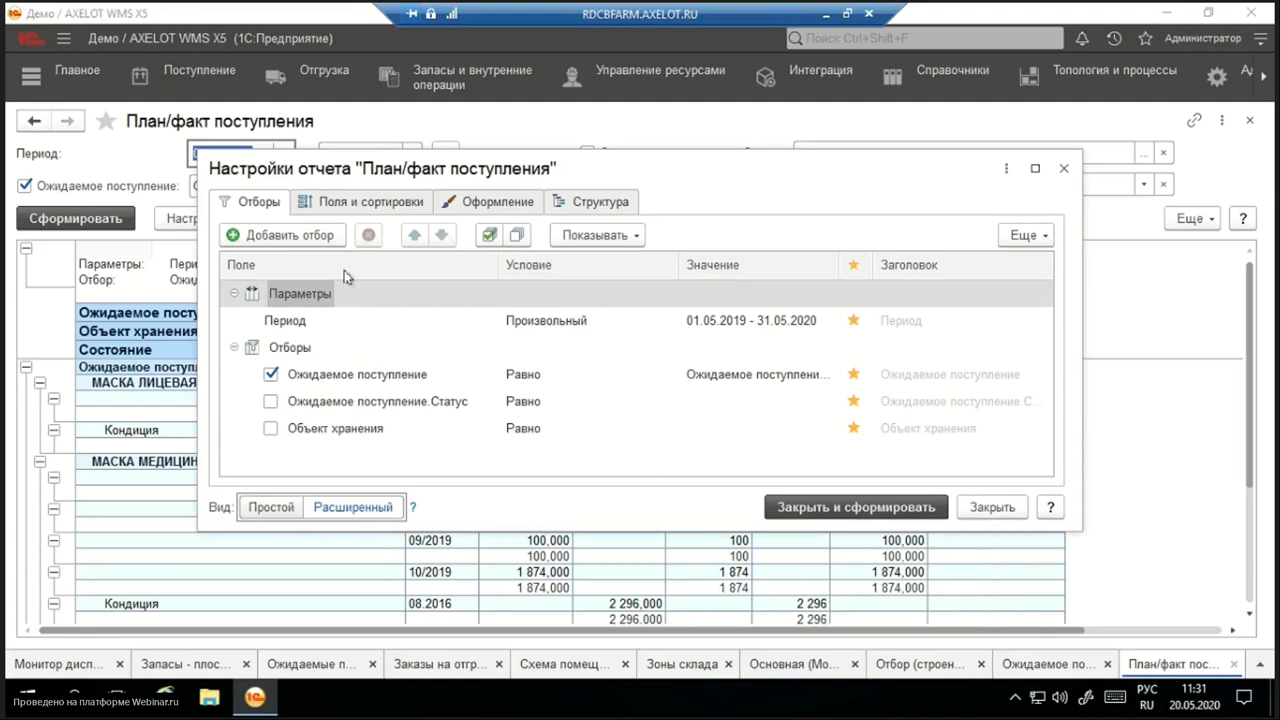 Демо / AXELOT WMS X5
RDCBFARM.AXELOT.RU
Демо / AXELOT WMS X5 (1С:Предприятие)
Поиск: Ctrl+Shift+F
Администратор
Главное
Поступление
Отгрузка
Запасы и внутренние
операции
Управление ресурсами
Интеграция
Справочники
Топология и процессы
План/факт поступления
Период:
Ожидаемое поступление:
Сформировать
Настр
Еще
?
Настройки отчета "План/факт поступления"
Отборы
Поля и сортировки
Оформление
Структура
Добавить отбор
Показывать
Еще
Поле Условие Значение Заголовок
Параметры
Период Произвольный 01.05.2019 - 31.05.2020 Период
Отборы
Ожидаемое поступление Равно Ожидаемое поступлени... Ожидаемое поступление
Ожидаемое поступление.Статус Равно Ожидаемое поступление.С...
Объект хранения Равно Объект хранения
Вид: Простой Расширенный ?
Закрыть и сформировать
Закрыть
?
Параметры: Пери
Отбор: Ожид
Ожидаемое посту
Объект хранения
Состояние
Ожидаемое поступл
МАСКА ЛИЦЕВАЯ
Кондиция
МАСКА МЕДИЦИН
09/2019 100,000 100 100,000
100,000 100 100,000
10/2019 1 874,000 1 874 1 874,000
1 874,000 1 874 1 874,000
Кондиция 08.2016 2 296,000 2 296
2 296,000 2 296
Монитор дисп...
Запасы - плос...
Ожидаемые п...
Заказы на отгр...
Схема помещ...
Зоны склада
Основная (Мо...
Отбор (строен...
Ожидаемое по...
План/факт пос...
Проведено на платформе Webinar.ru
РУС
RU
11:31
20.05.2020